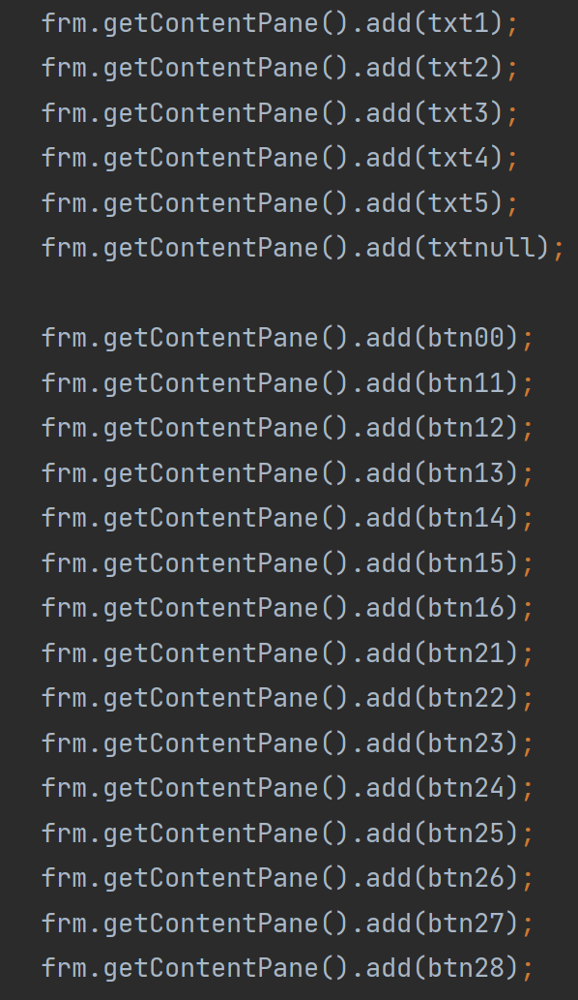 frm.getContentPane().add(txt1);
frm.getContentPane().add(txt2);
frm.getContentPane().add(txt3);
frm.getContentPane().add(txt4);
frm.getContentPane().add(txt5);
frm.getContentPane().add(txtnull);
frm.getContentPane().add(btn00);
frm.getContentPane().add(btn11);
frm.getContentPane().add(btn12);
frm.getContentPane().add(btn13);
frm.getContentPane().add(btn14);
frm.getContentPane().add(btn15);
frm.getContentPane().add(btn16);
frm.getContentPane().add(btn21);
frm.getContentPane().add(btn22);
frm.getContentPane().add(btn23);
frm.getContentPane().add(btn24);
frm.getContentPane().add(btn25);
frm.getContentPane().add(btn26);
frm.getContentPane().add(btn27);
frm.getContentPane().add(btn28);